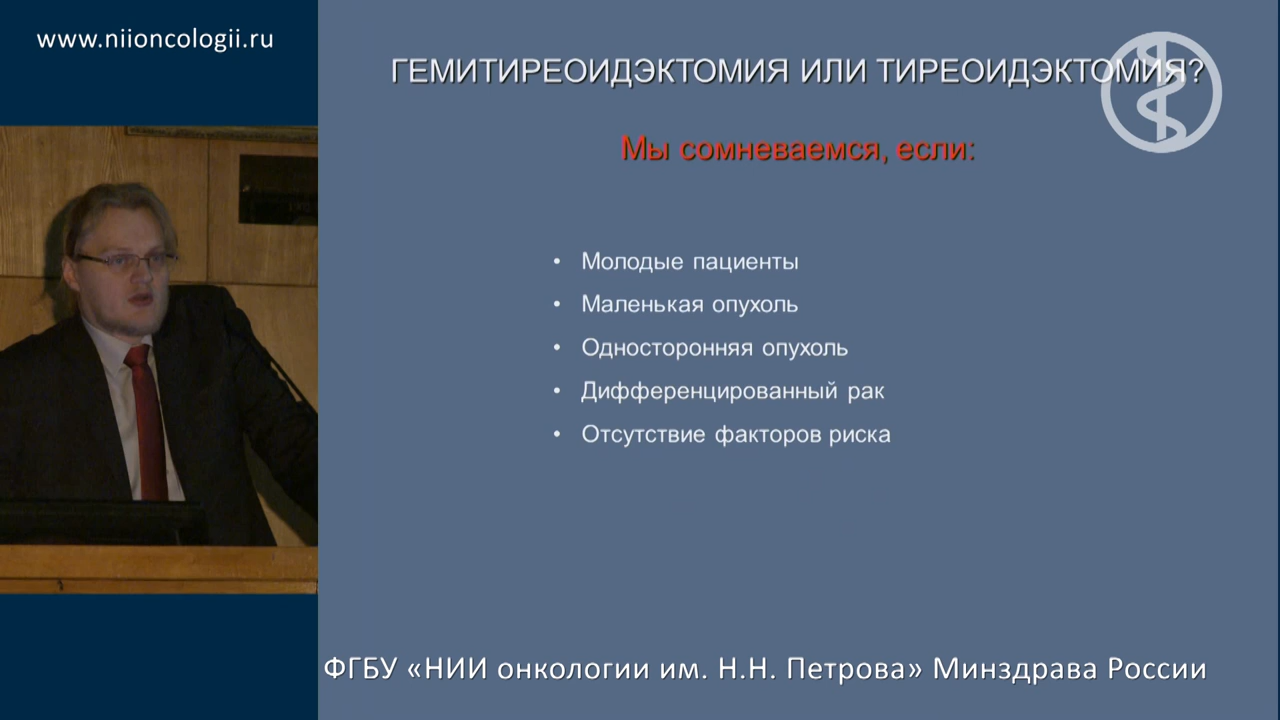 www.niioncologii.ru
ГЕМИТИРЕОИДЭКТОМИЯ ИЛИ ТИРЕОИДЭКТОМИЯ?
Мы сомневаемся, если:
• Молодые пациенты
• Маленькая опухоль
• Односторонняя опухоль
• Дифференцированный рак
• Отсутствие факторов риска
ФГБУ «НИИ онкологии им. Н.Н. Петрова» Минздрава России